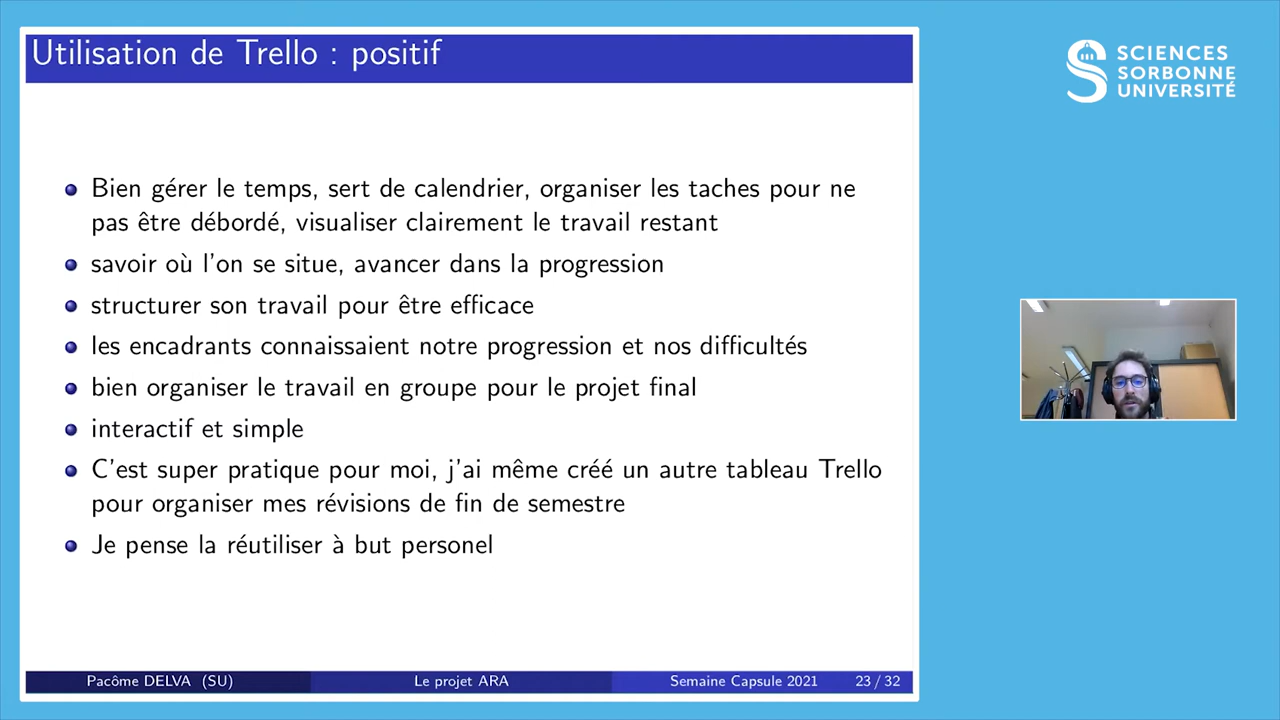 Utilisation de Trello : positif
SCIENCES
SORBONNE
UNIVERSITÉ
Bien gérer le temps, sert de calendrier, organiser les taches pour ne
pas être débordé, visualiser clairement le travail restant
savoir où l'on se situe, avancer dans la progression
structurer son travail pour être efficace
les encadrants connaissaient notre progression et nos difficultés
bien organiser le travail en groupe pour le projet final
interactif et simple
C'est super pratique pour moi, j'ai même créé un autre tableau Trello
pour organiser mes révisions de fin de semestre
Je pense la réutiliser à but personel
Pacôme DELVA (SU) Le projet ARA Semaine Capsule 2021 23 / 32